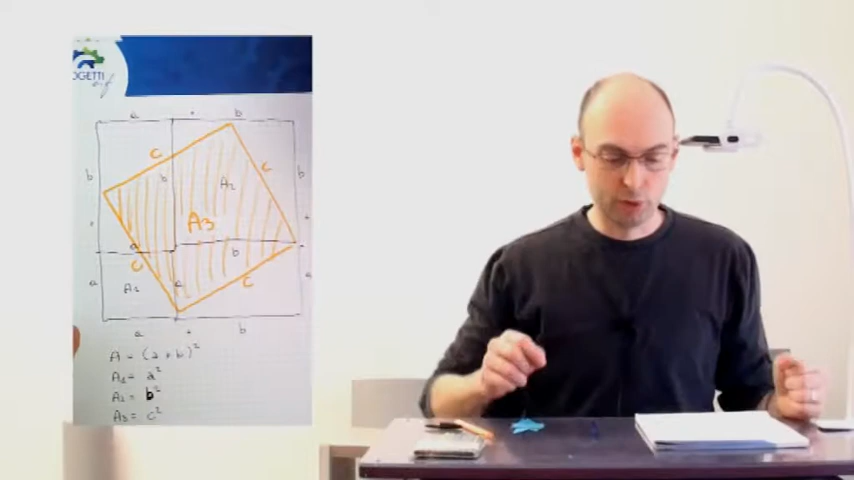 OGETTI
a b
c
b b c b
A2
A3
a b
c
a A1 a c a
a b
A = (a + b)²
A1 = a²
A2 = b²
A3 = c²